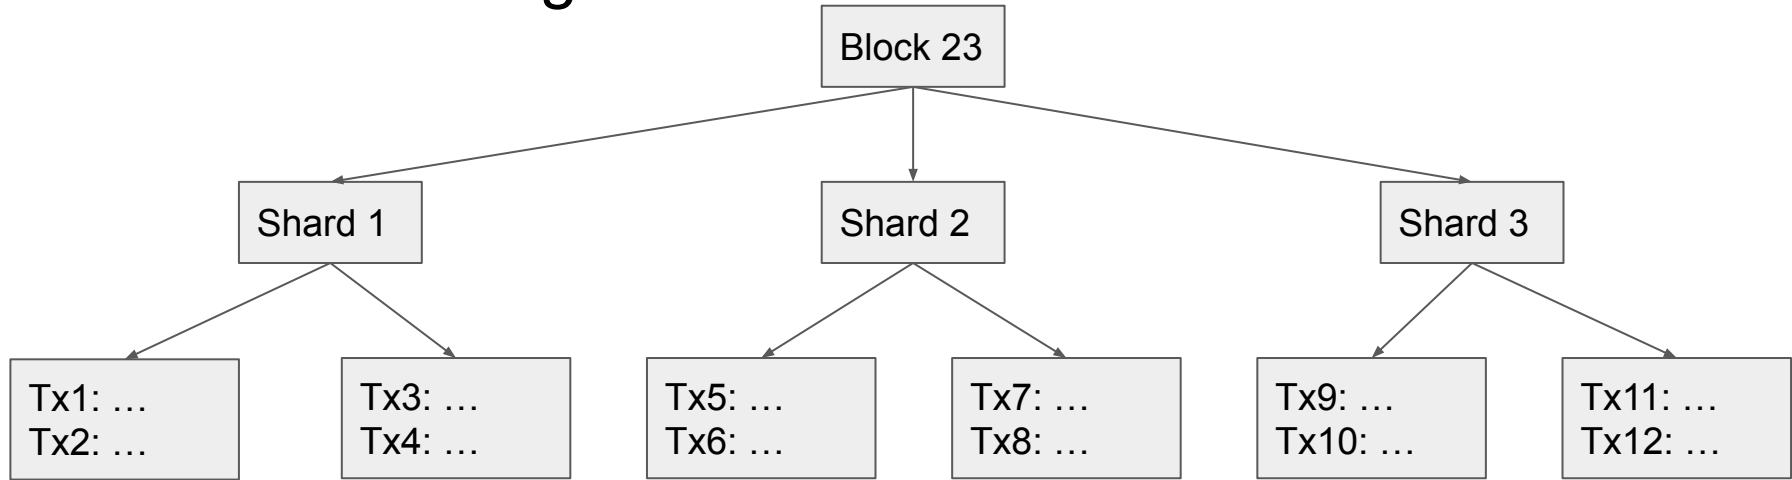 Block 23
Shard 1
Shard 2
Shard 3
Tx1: …
Tx2: …
Tx3: …
Tx4: …
Tx5: …
Tx6: …
Tx7: …
Tx8: …
Tx9: …
Tx10: …
Tx11: …
Tx12: …